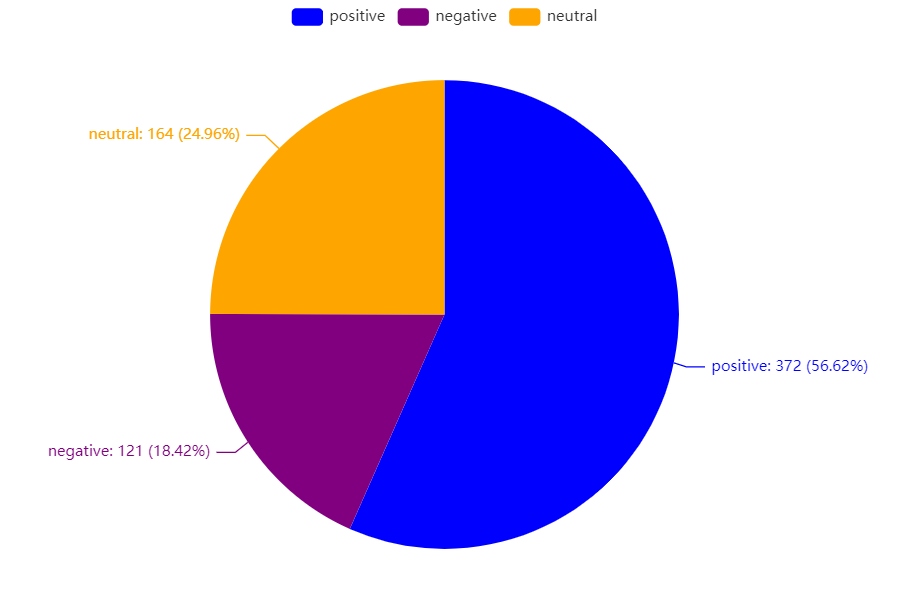 positive negative neutral
neutral: 164 (24.96%)
positive: 372 (56.62%)
negative: 121 (18.42%)